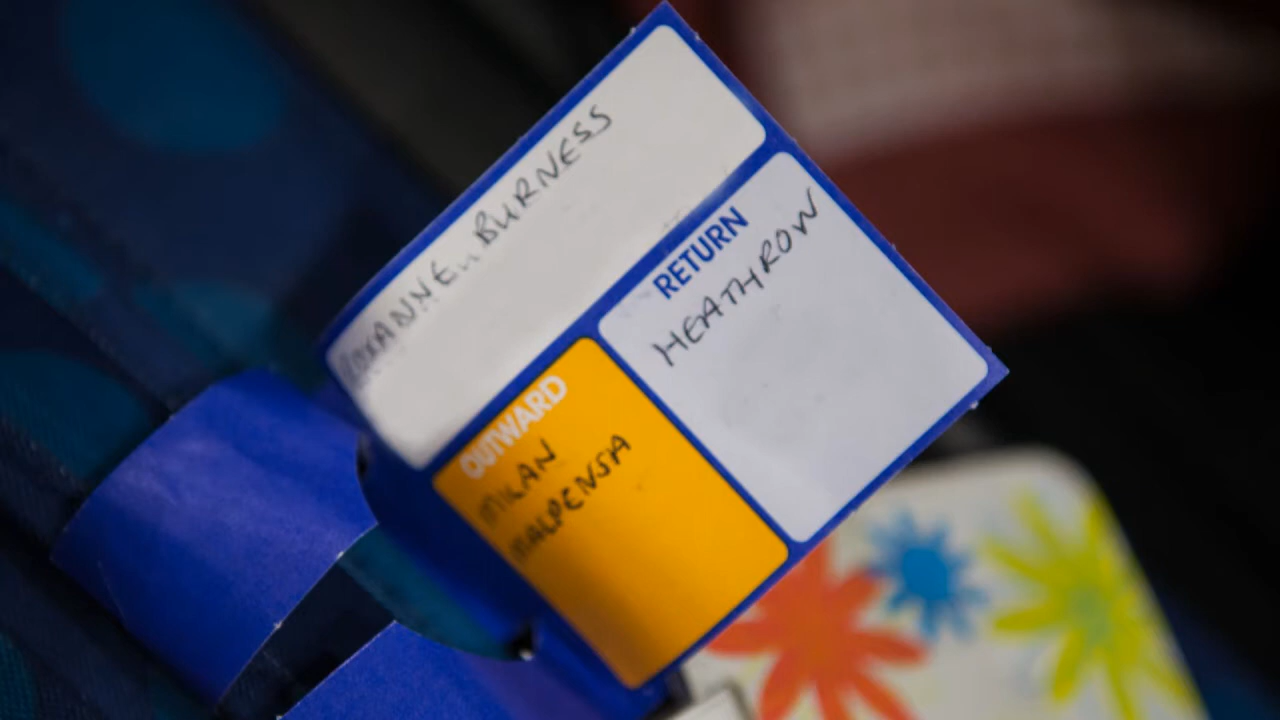 BURNESS
RETURN
HEATHROW
OUTWARD
MILAN
MALPENSA